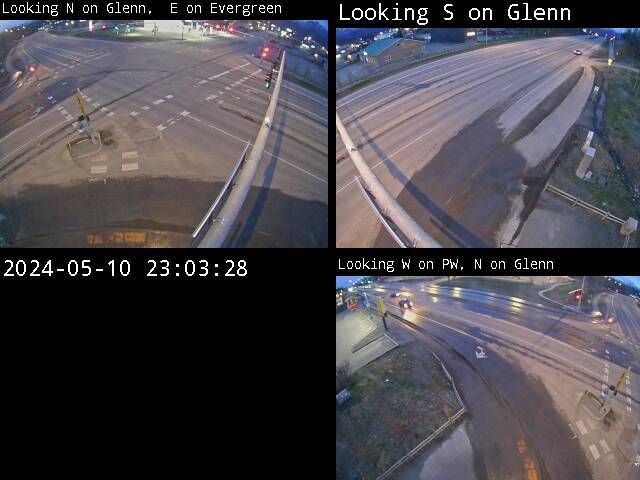 Looking N on Glenn, E on Evergreen
Looking S on Glenn
2024-05-10 23:03:28
Looking W on PW, N on Glenn